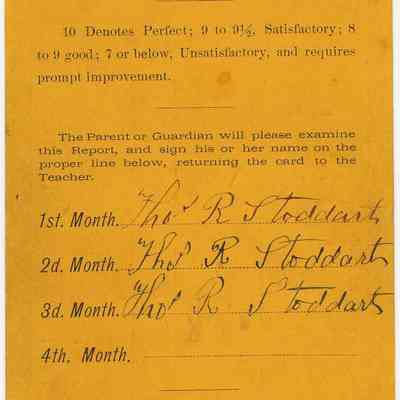 10 Denotes Perfect; 9 to 9½, Satisfactory; 8
to 9 good; 7 or below, Unsatisfactory, and requires
prompt improvement.
The Parent or Guardian will please examine
this Report, and sign his or her name on the
proper line below, returning the card to the
Teacher.
1st. Month. Thos R Stoddart
2d. Month. Thos R Stoddart
3d. Month. Thos R Stoddart
4th. Month.